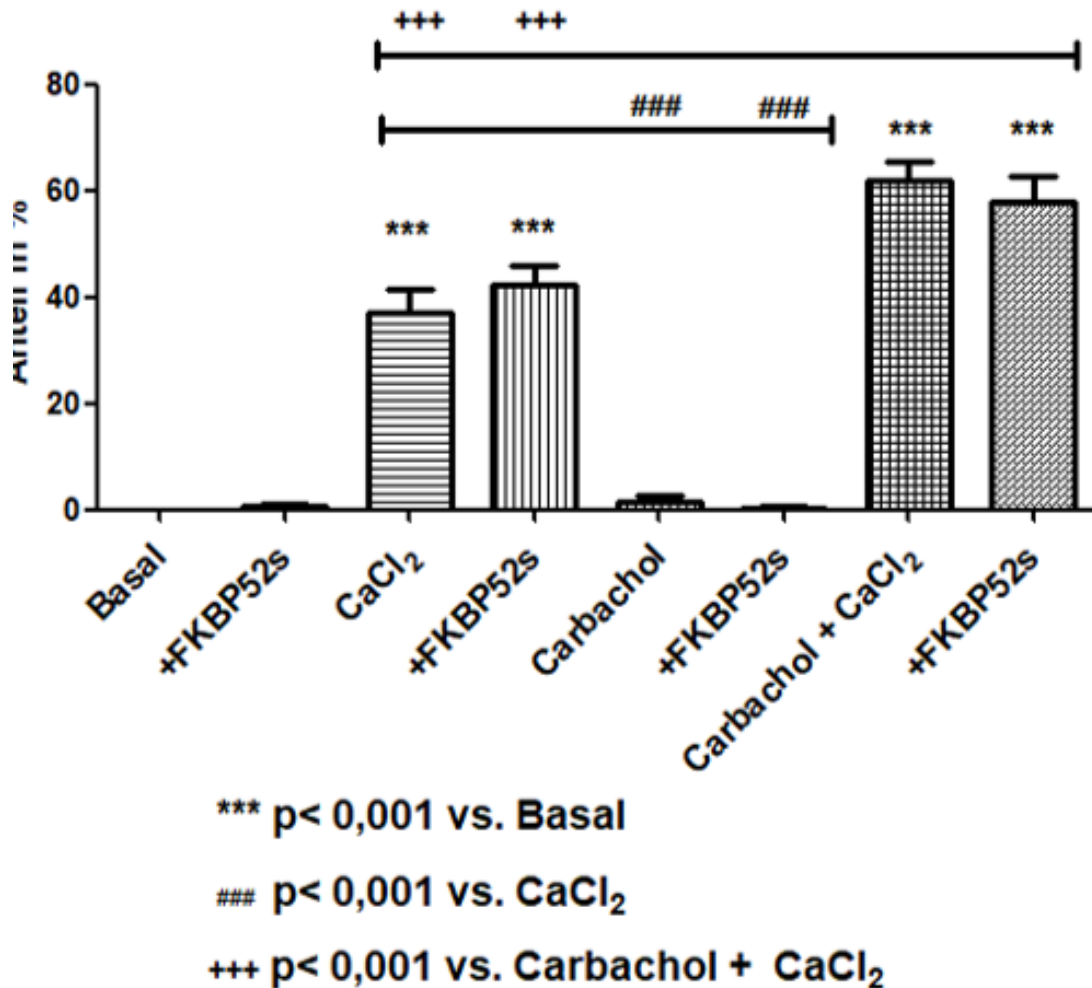 +++ +++
80
### ###
*** ***
60
*** ***
40
20
0
Anteil in %
Basal
+FKBP52s
CaCl₂
+FKBP52s
Carbachol
+FKBP52s
Carbachol + CaCl₂
+FKBP52s
*** p< 0,001 vs. Basal
### p< 0,001 vs. CaCl₂
+++ p< 0,001 vs. Carbachol + CaCl₂